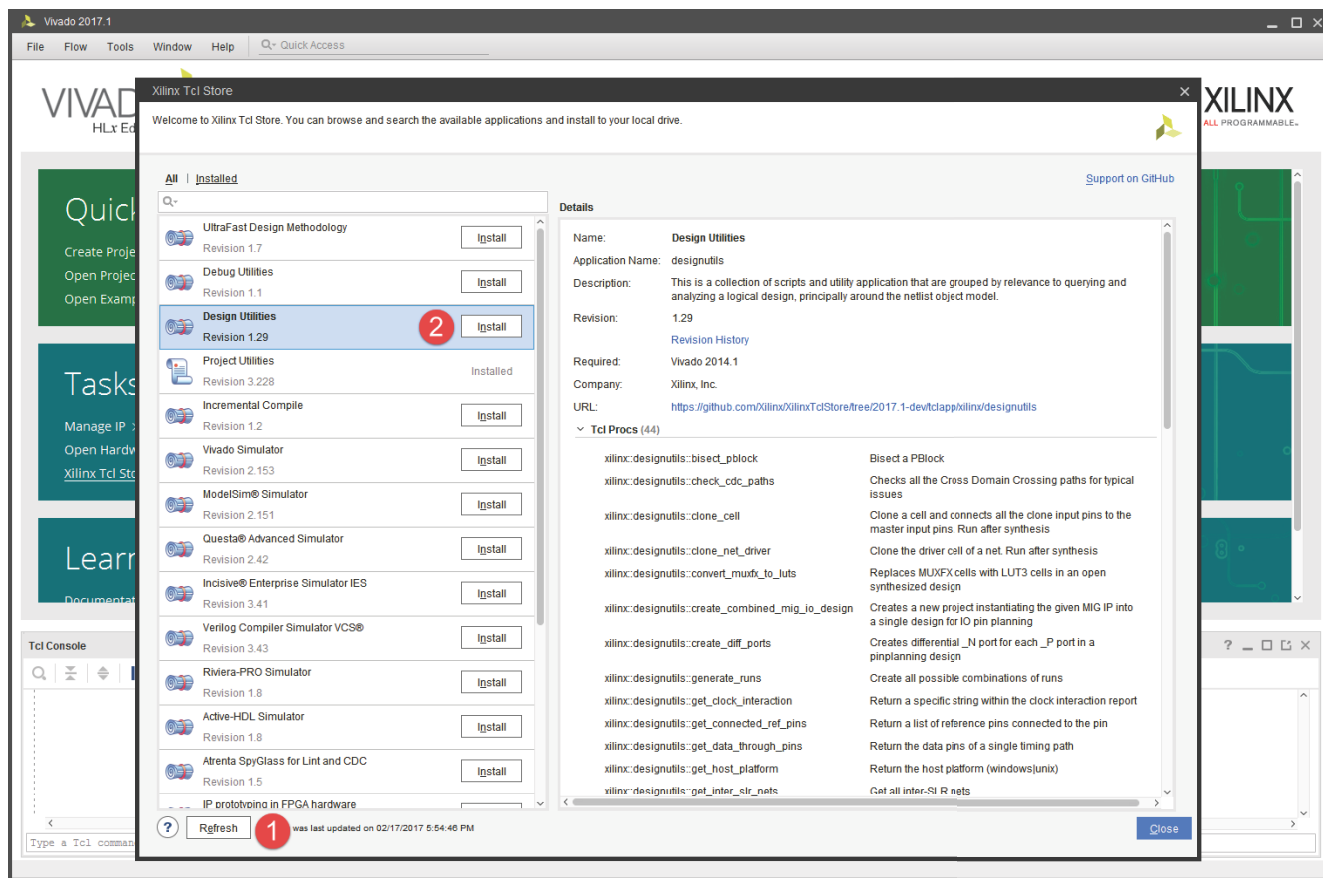 Vivado 2017.1
File Flow Tools Window Help Quick Access
VIVAD
HLx Ed
XILINX
ALL PROGRAMMABLE
Xilinx Tcl Store
Welcome to Xilinx Tcl Store. You can browse and search the available applications and install to your local drive.
All | Installed
Support on GitHub
Quick
Create Proje
Open Projec
Open Examp
Tasks
Manage IP >
Open Hardw
Xilinx Tcl Sto
Learn
Documentat
UltraFast Design Methodology
Revision 1.7
Install
Debug Utilities
Revision 1.1
Install
Design Utilities
Revision 1.29
2
Install
Project Utilities
Revision 3.228
Installed
Incremental Compile
Revision 1.2
Install
Vivado Simulator
Revision 2.153
Install
ModelSim® Simulator
Revision 2.151
Install
Questa® Advanced Simulator
Revision 2.42
Install
Incisive® Enterprise Simulator IES
Revision 3.41
Install
Verilog Compiler Simulator VCS®
Revision 3.43
Install
Riviera-PRO Simulator
Revision 1.8
Install
Active-HDL Simulator
Revision 1.8
Install
Atrenta SpyGlass for Lint and CDC
Revision 1.5
Install
IP prototyping in FPGA hardware
Details
Name: Design Utilities
Application Name: designutils
Description: This is a collection of scripts and utility application that are grouped by relevance to querying and
analyzing a logical design, principally around the netlist object model.
Revision: 1.29
Revision History
Required: Vivado 2014.1
Company: Xilinx, Inc.
URL: https://github.com/Xilinx/XilinxTclStore/tree/2017.1-dev/tclapp/xilinx/designutils
Tcl Procs (44)
xilinx::designutils::bisect_pblock Bisect a PBlock
xilinx::designutils::check_cdc_paths Checks all the Cross Domain Crossing paths for typical
issues
xilinx::designutils::clone_cell Clone a cell and connects all the clone input pins to the
master input pins. Run after synthesis
xilinx::designutils::clone_net_driver Clone the driver cell of a net. Run after synthesis
xilinx::designutils::convert_muxfx_to_luts Replaces MUXFX cells with LUT3 cells in an open
synthesized design
xilinx::designutils::create_combined_mig_io_design Creates a new project instantiating the given MIG IP into
a single design for IO pin planning
xilinx::designutils::create_diff_ports Creates differential _N port for each _P port in a
pinplanning design
xilinx::designutils::generate_runs Create all possible combinations of runs
xilinx::designutils::get_clock_interaction Return a specific string within the clock interaction report
xilinx::designutils::get_connected_ref_pins Return a list of reference pins connected to the pin
xilinx::designutils::get_data_through_pins Return the data pins of a single timing path
xilinx::designutils::get_host_platform Return the host platform (windows|unix)
xilinx::designutils::get_inter_slr_nets Get all inter-SLR nets
? Refresh 1 was last updated on 02/17/2017 5:54:46 PM
Close
Tcl Console
Type a Tcl comman